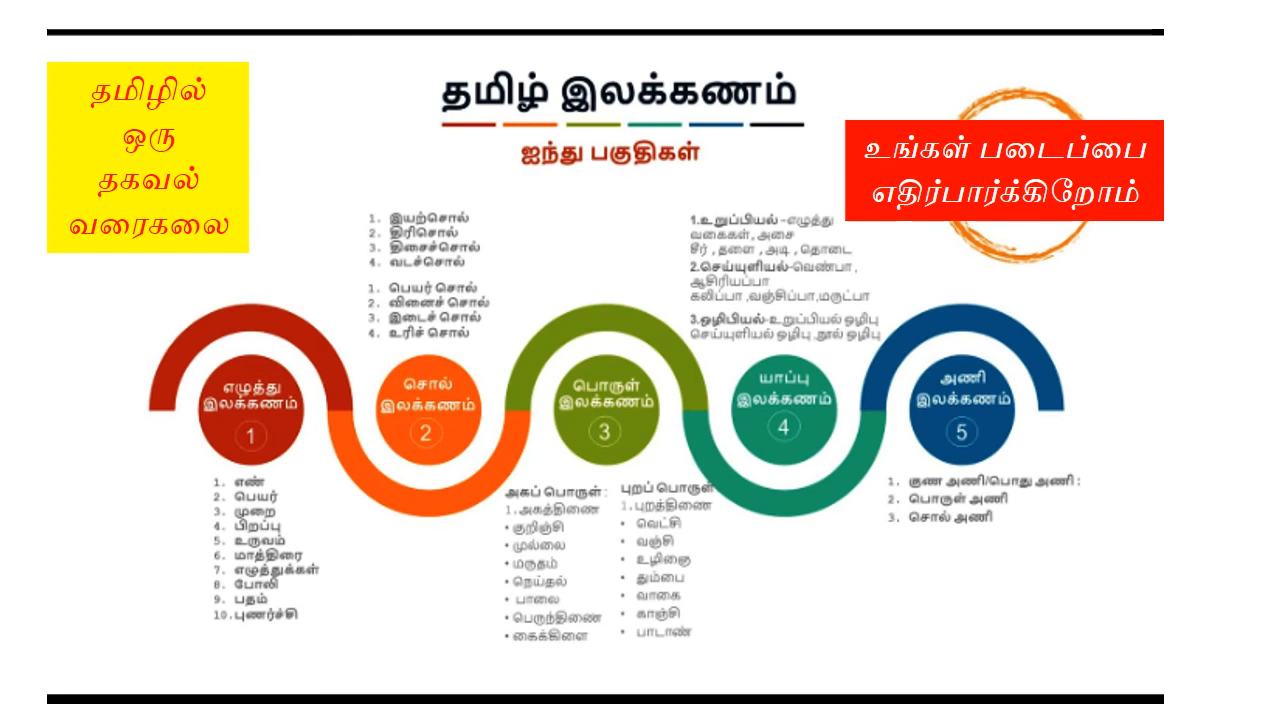 தமிழில்
ஒரு
தகவல்
வரைகலை
தமிழ் இலக்கணம்
ஐந்து பகுதிகள்
உங்கள் படைப்பை
எதிர்பார்க்கிறோம்
1. இயற்சொல்
2. திரிசொல்
3. திசைச்சொல்
4. வடச்சொல்
1. பெயர் சொல்
2. வினைச் சொல்
3. இடைச் சொல்
4. உரிச் சொல்
1.உறுப்பியல் -எழுத்து
வகைகள், அசை
சீர் , தளை , அடி , தொடை
2.செய்யுளியல்-வெண்பா ,
ஆசிரியப்பா
கலிப்பா ,வஞ்சிப்பா,மருட்பா
3.ஒழிபியல்-உறுப்பியல் ஒழிபு
செய்யுளியல் ஒழிபு ,நூல் ஒழிபு
எழுத்து
இலக்கணம்
1
சொல்
இலக்கணம்
2
பொருள்
இலக்கணம்
3
யாப்பு
இலக்கணம்
4
அணி
இலக்கணம்
5
1. எண்
2. பெயர்
3. முறை
4. பிறப்பு
5. உருவம்
6. மாத்திரை
7. எழுத்துக்கள்
8. போலி
9. பதம்
10.புணர்ச்சி
அகப் பொருள் :
1.அகத்திணை
• குறிஞ்சி
• முல்லை
• மருதம்
• நெய்தல்
• பாலை
• பெருந்திணை
• கைக்கிளை
புறப் பொருள்
1.புறத்திணை
• வெட்சி
• வஞ்சி
• உழிஞை
• தும்பை
• வாகை
• காஞ்சி
• பாடாண்
1. குண அணி/பொது அணி :
2. பொருள் அணி
3. சொல் அணி